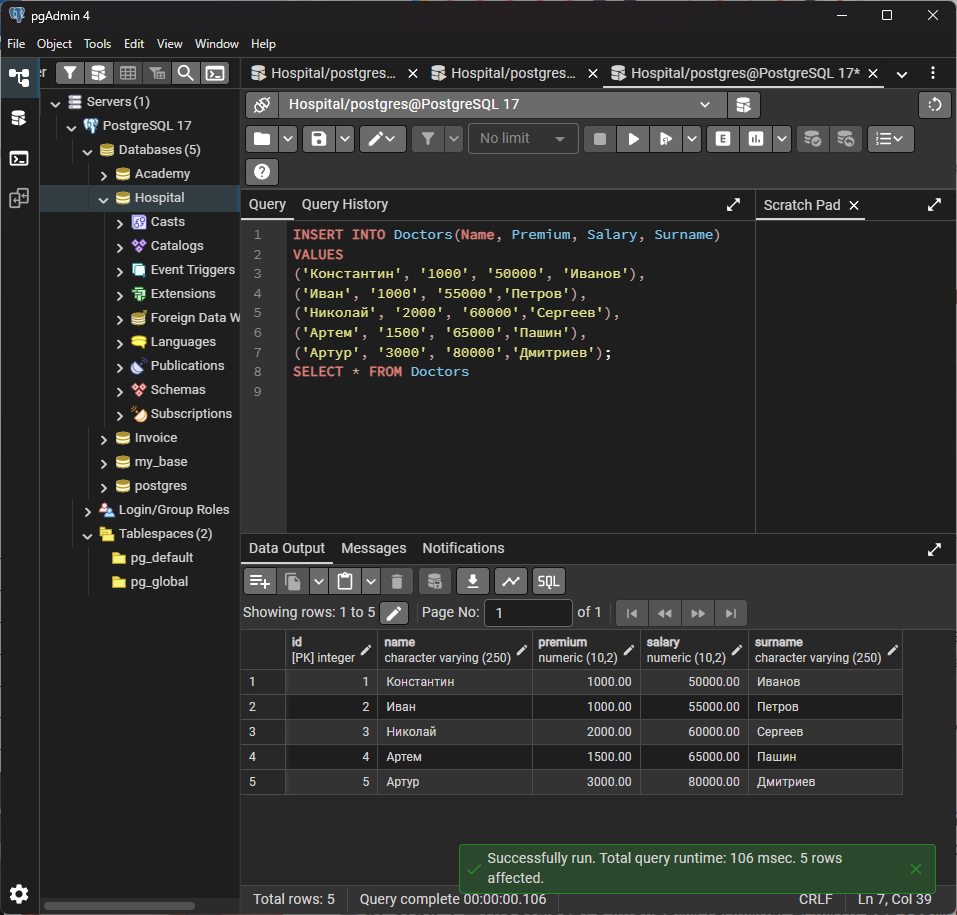 pgAdmin 4
File Object Tools Edit View Window Help
Hospital/postgres... Hospital/postgres... Hospital/postgres@PostgreSQL 17*
Servers (1)
PostgreSQL 17
Databases (5)
Academy
Hospital
Casts
Catalogs
Event Triggers
Extensions
Foreign Data W
Languages
Publications
Schemas
Subscriptions
Invoice
my_base
postgres
Login/Group Roles
Tablespaces (2)
pg_default
pg_global
Hospital/postgres@PostgreSQL 17
No limit
E
Query Query History
Scratch Pad
1 INSERT INTO Doctors(Name, Premium, Salary, Surname)
2 VALUES
3 ('Константин', '1000', '50000', 'Иванов'),
4 ('Иван', '1000', '55000','Петров'),
5 ('Николай', '2000', '60000','Сергеев'),
6 ('Артем', '1500', '65000','Пашин'),
7 ('Артур', '3000', '80000','Дмитриев');
8 SELECT * FROM Doctors
9
Data Output Messages Notifications
SQL
Showing rows: 1 to 5 Page No: 1 of 1
id name premium salary surname
[PK] integer character varying (250) numeric (10,2) numeric (10,2) character varying (250)
1 1 Константин 1000.00 50000.00 Иванов
2 2 Иван 1000.00 55000.00 Петров
3 3 Николай 2000.00 60000.00 Сергеев
4 4 Артем 1500.00 65000.00 Пашин
5 5 Артур 3000.00 80000.00 Дмитриев
Successfully run. Total query runtime: 106 msec. 5 rows
affected.
Total rows: 5 Query complete 00:00:00.106 CRLF Ln 7, Col 39